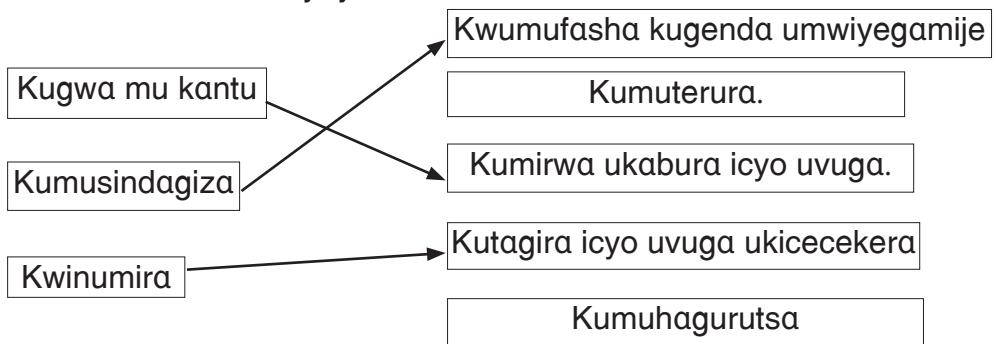 Kwumufasha kugenda umwiyegamije
Kugwa mu kantu
Kumuterura.
Kumirwa ukabura icyo uvuga.
Kumusindagiza
Kutagira icyo uvuga ukicecekera
Kwinumira
Kumuhagurutsa